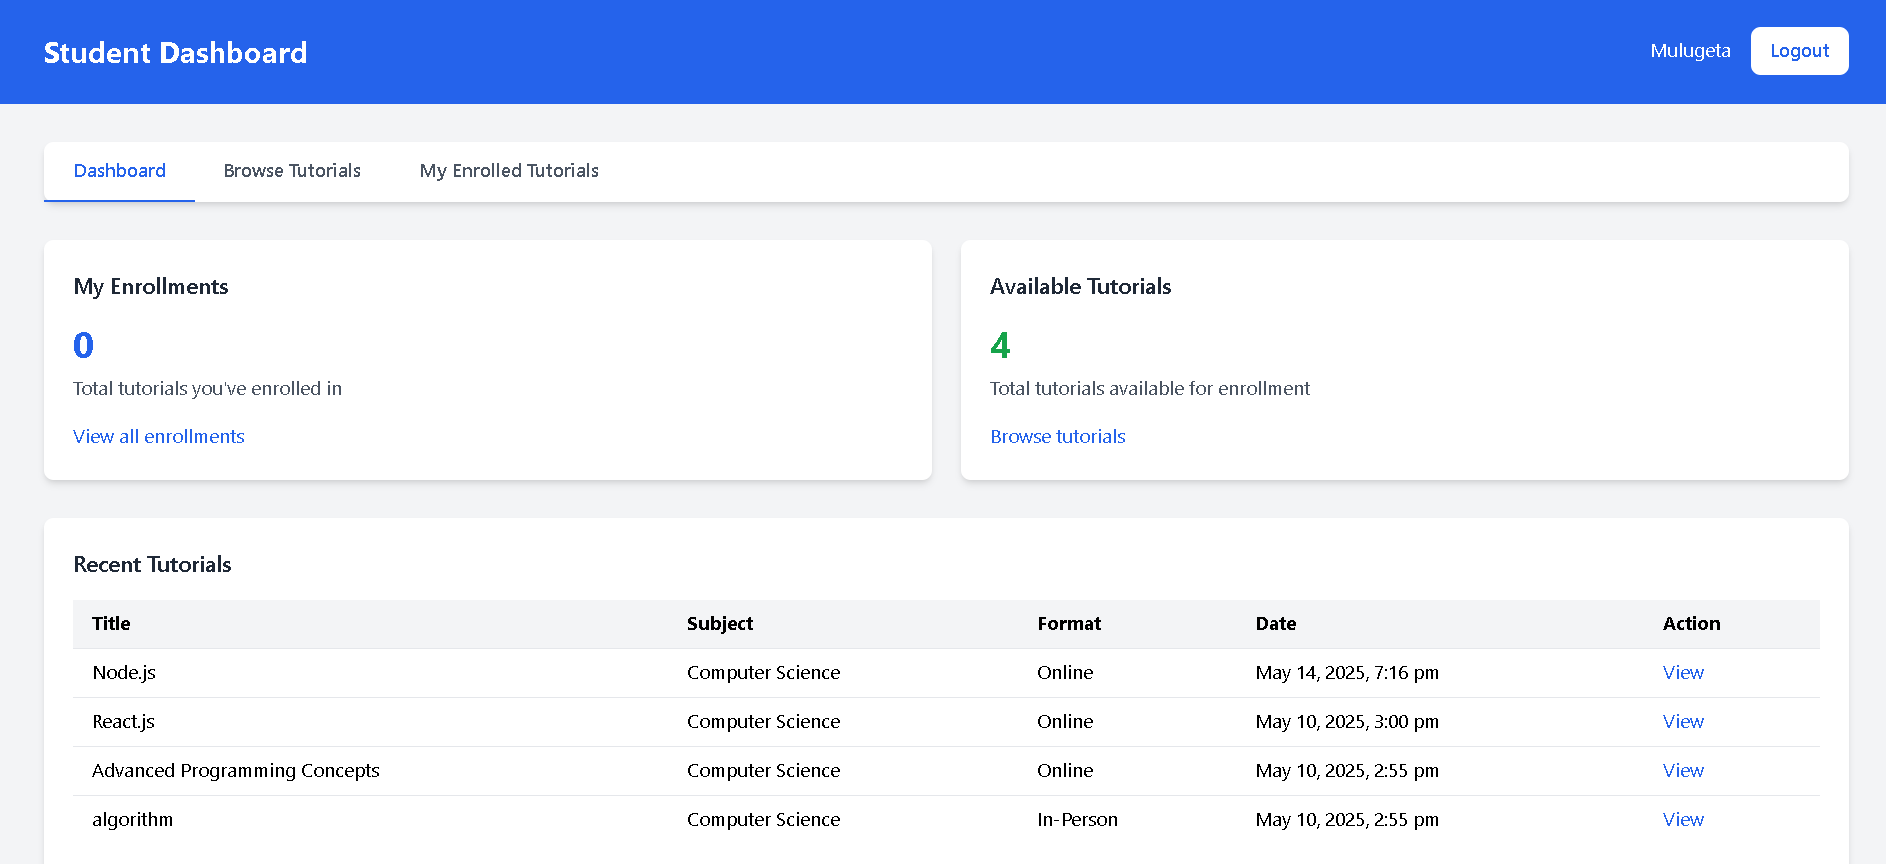 Student Dashboard
Mulugeta
Logout
Dashboard
Browse Tutorials
My Enrolled Tutorials
My Enrollments
0
Total tutorials you've enrolled in
View all enrollments
Available Tutorials
4
Total tutorials available for enrollment
Browse tutorials
Recent Tutorials
Title Subject Format Date Action
Node.js Computer Science Online May 14, 2025, 7:16 pm View
React.js Computer Science Online May 10, 2025, 3:00 pm View
Advanced Programming Concepts Computer Science Online May 10, 2025, 2:55 pm View
algorithm Computer Science In-Person May 10, 2025, 2:55 pm View